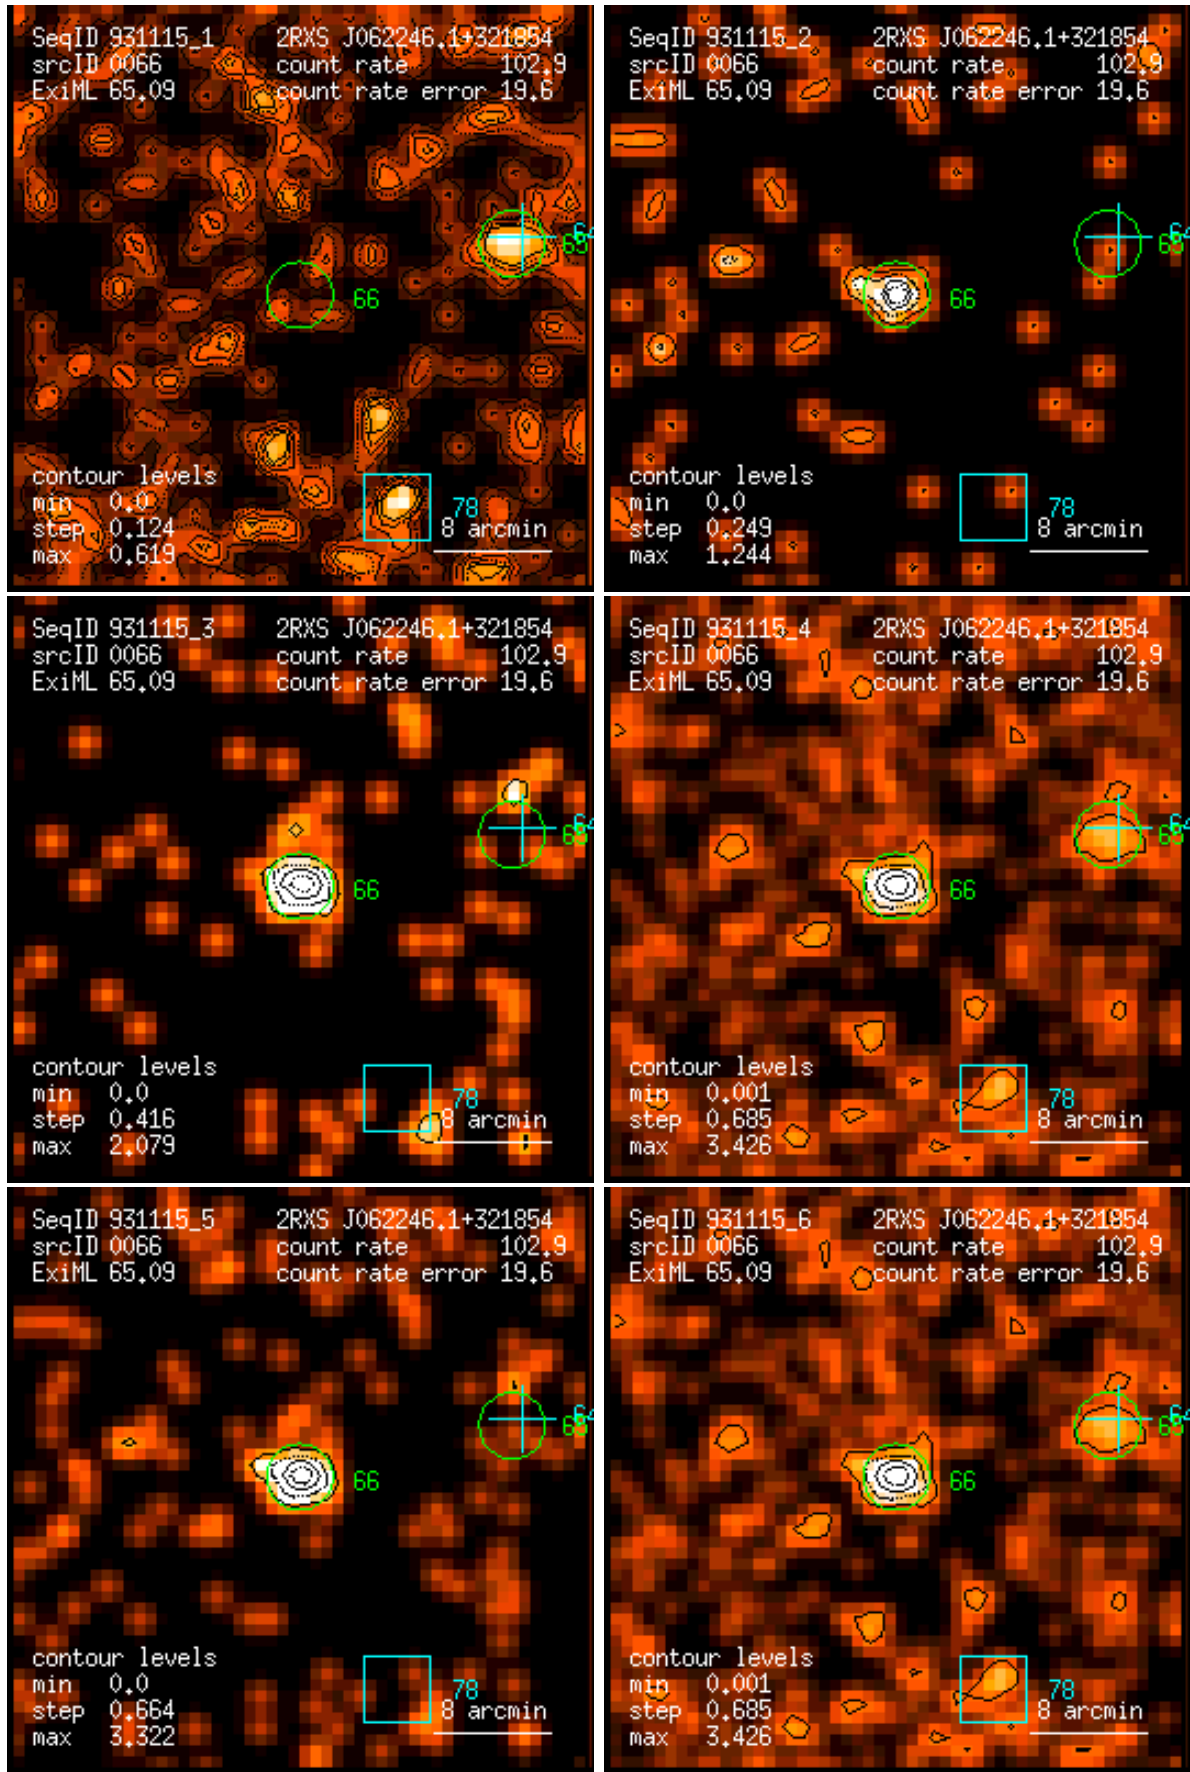 SeqID 931115_1 2RXS J062246.1+321854
srcID 0066 count rate 102.9
ExiML 65.09 count rate error 19.6
66
contour levels
min 0.0
step 0.124
max 0.619
78
8 arcmin
SeqID 931115_2 2RXS J062246.1+321854
srcID 0066 count rate 102.9
ExiML 65.09 count rate error 19.6
66
contour levels
min 0.0
step 0.249
max 1.244
78
8 arcmin
SeqID 931115_3 2RXS J062246.1+321854
srcID 0066 count rate 102.9
ExiML 65.09 count rate error 19.6
66
contour levels
min 0.0
step 0.416
max 2.079
78
8 arcmin
SeqID 931115_4 2RXS J062246.1+321854
srcID 0066 count rate 102.9
ExiML 65.09 count rate error 19.6
66
contour levels
min 0.001
step 0.685
max 3.426
78
8 arcmin
SeqID 931115_5 2RXS J062246.1+321854
srcID 0066 count rate 102.9
ExiML 65.09 count rate error 19.6
66
contour levels
min 0.0
step 0.664
max 3.322
78
8 arcmin
SeqID 931115_6 2RXS J062246.1+321854
srcID 0066 count rate 102.9
ExiML 65.09 count rate error 19.6
66
contour levels
min 0.001
step 0.685
max 3.426
78
8 arcmin